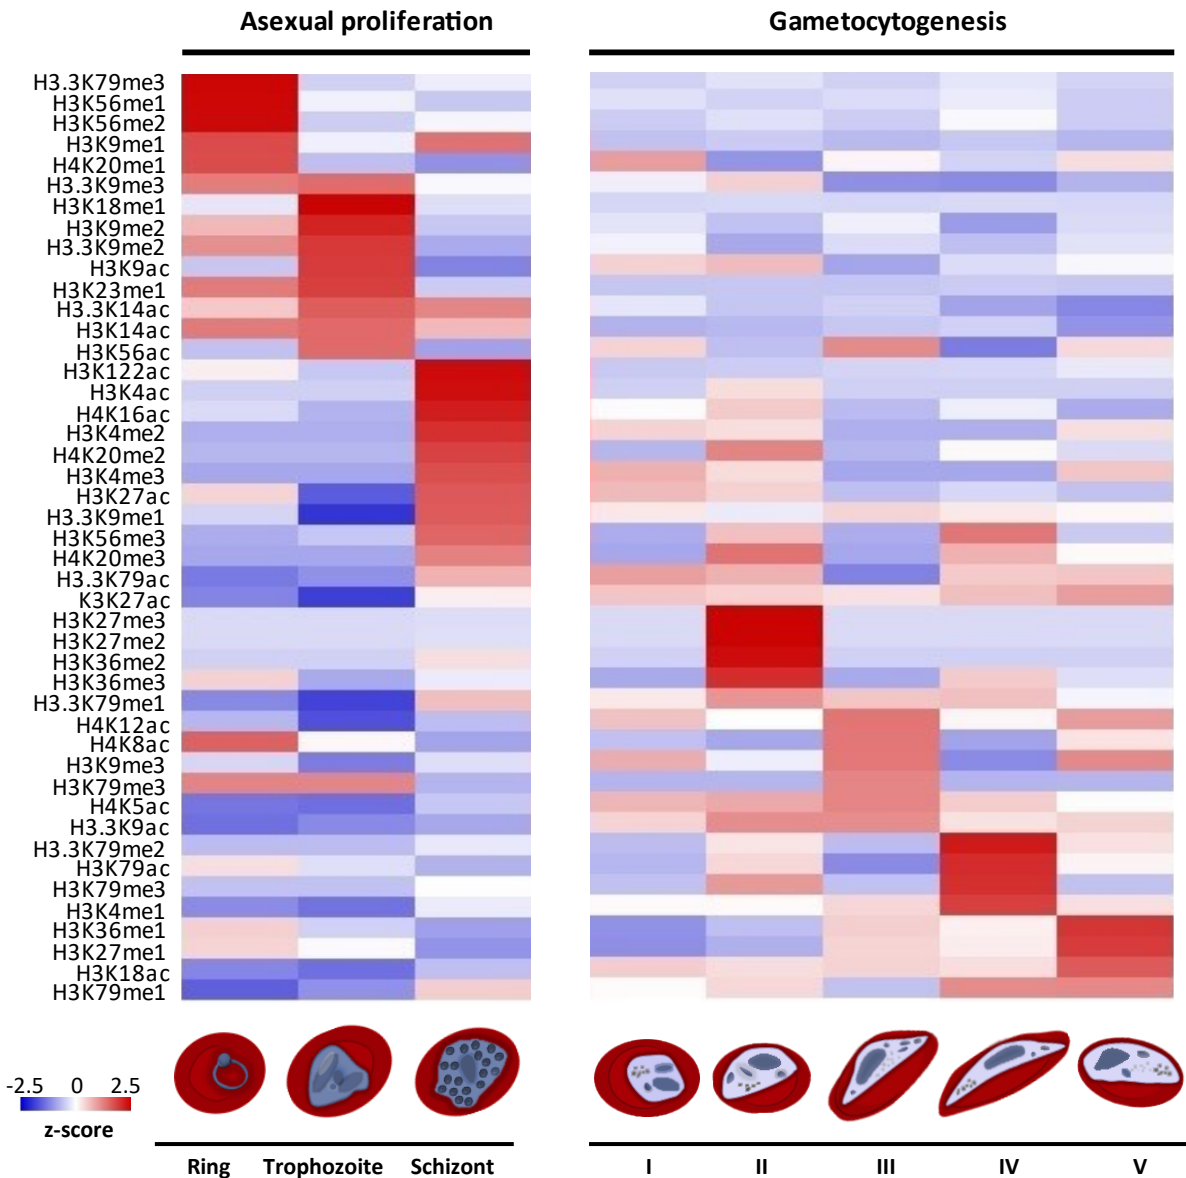 Asexual proliferation
Gametocytogenesis
H3.3K79me3
H3K56me1
H3K56me2
H3K9me1
H4K20me1
H3.3K9me3
H3K18me1
H3K9me2
H3.3K9me2
H3K9ac
H3K23me1
H3.3K14ac
H3K14ac
H3K56ac
H3K122ac
H3K4ac
H4K16ac
H3K4me2
H4K20me2
H3K4me3
H3K27ac
H3.3K9me1
H3K56me3
H4K20me3
H3.3K79ac
K3K27ac
H3K27me3
H3K27me2
H3K36me2
H3K36me3
H3.3K79me1
H4K12ac
H4K8ac
H3K9me3
H3K79me3
H4K5ac
H3.3K9ac
H3.3K79me2
H3K79ac
H3K79me3
H3K4me1
H3K36me1
H3K27me1
H3K18ac
H3K79me1
-2.5 0 2.5
z-score
Ring Trophozoite Schizont
I II III IV V